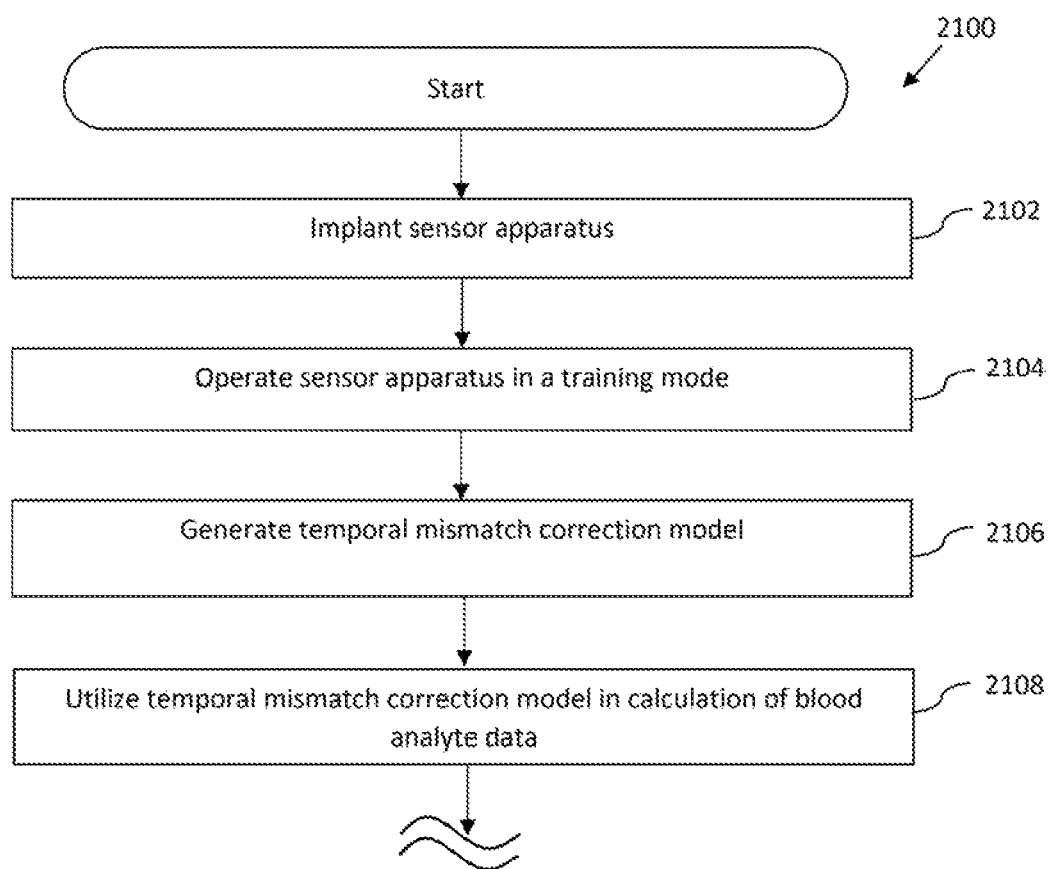 2100
Start
Implant sensor apparatus
2102
Operate sensor apparatus in a training mode
2104
Generate temporal mismatch correction model
2106
Utilize temporal mismatch correction model in calculation of blood
analyte data
2108